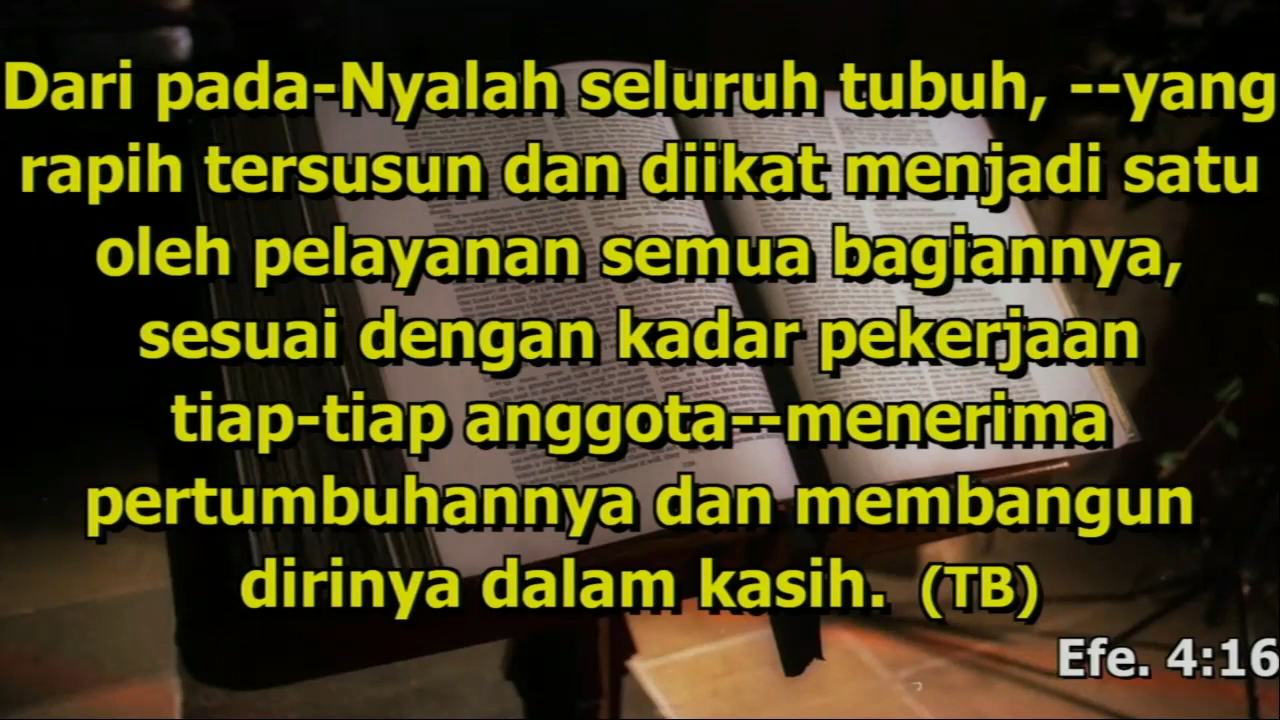 Dari pada-Nyalah seluruh tubuh, --yang
rapih tersusun dan diikat menjadi satu
oleh pelayanan semua bagiannya,
sesuai dengan kadar pekerjaan
tiap-tiap anggota--menerima
pertumbuhannya dan membangun
dirinya dalam kasih. (TB)
Efe. 4:16